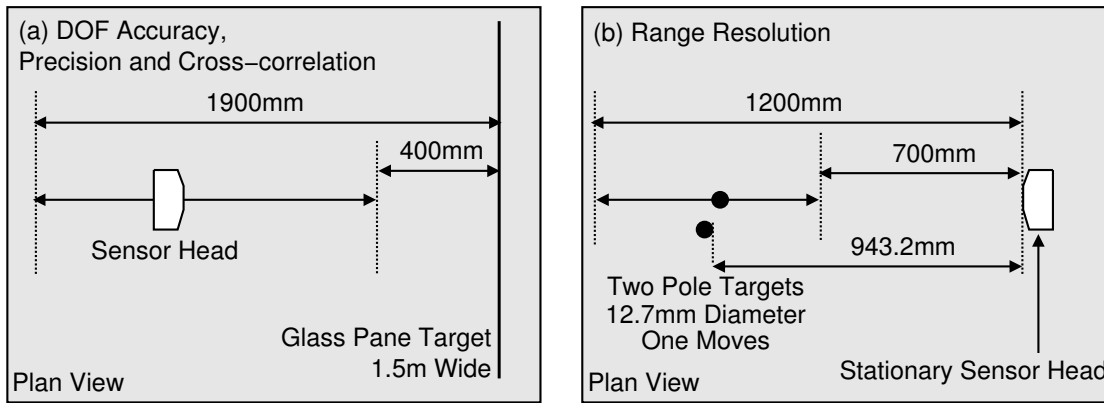 (a) DOF Accuracy,
Precision and Cross−correlation
1900mm
400mm
Sensor Head
Glass Pane Target
1.5m Wide
Plan View
(b) Range Resolution
1200mm
700mm
943.2mm
Two Pole Targets
12.7mm Diameter
One Moves
Stationary Sensor Head
Plan View